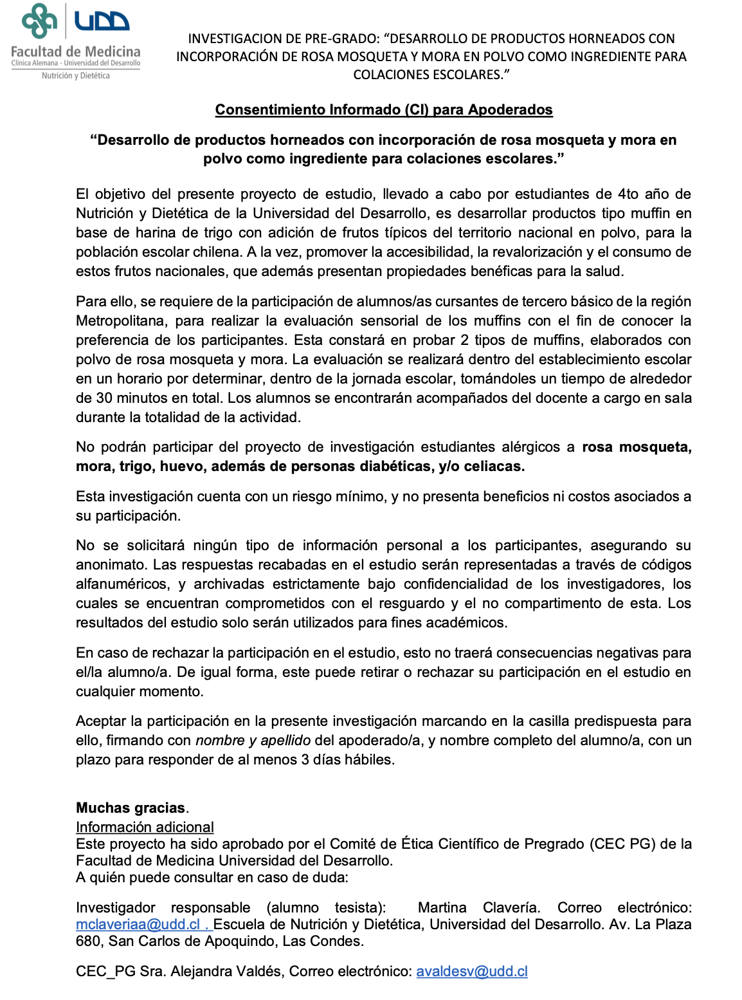 UDD
Facultad de Medicina
Clínica Alemana - Universidad del Desarrollo
Nutrición y Dietética
INVESTIGACION DE PRE-GRADO: “DESARROLLO DE PRODUCTOS HORNEADOS CON
INCORPORACIÓN DE ROSA MOSQUETA Y MORA EN POLVO COMO INGREDIENTE PARA
COLACIONES ESCOLARES.”
Consentimiento Informado (CI) para Apoderados
“Desarrollo de productos horneados con incorporación de rosa mosqueta y mora en
polvo como ingrediente para colaciones escolares.”
El objetivo del presente proyecto de estudio, llevado a cabo por estudiantes de 4to año de
Nutrición y Dietética de la Universidad del Desarrollo, es desarrollar productos tipo muffin en
base de harina de trigo con adición de frutos típicos del territorio nacional en polvo, para la
población escolar chilena. A la vez, promover la accesibilidad, la revalorización y el consumo de
estos frutos nacionales, que además presentan propiedades benéficas para la salud.
Para ello, se requiere de la participación de alumnos/as cursantes de tercero básico de la región
Metropolitana, para realizar la evaluación sensorial de los muffins con el fin de conocer la
preferencia de los participantes. Esta constará en probar 2 tipos de muffins, elaborados con
polvo de rosa mosqueta y mora. La evaluación se realizará dentro del establecimiento escolar
en un horario por determinar, dentro de la jornada escolar, tomándoles un tiempo de alrededor
de 30 minutos en total. Los alumnos se encontrarán acompañados del docente a cargo en sala
durante la totalidad de la actividad.
No podrán participar del proyecto de investigación estudiantes alérgicos a rosa mosqueta,
mora, trigo, huevo, además de personas diabéticas, y/o celiacas.
Esta investigación cuenta con un riesgo mínimo, y no presenta beneficios ni costos asociados a
su participación.
No se solicitará ningún tipo de información personal a los participantes, asegurando su
anonimato. Las respuestas recabadas en el estudio serán representadas a través de códigos
alfanuméricos, y archivadas estrictamente bajo confidencialidad de los investigadores, los
cuales se encuentran comprometidos con el resguardo y el no compartimento de esta. Los
resultados del estudio solo serán utilizados para fines académicos.
En caso de rechazar la participación en el estudio, esto no traerá consecuencias negativas para
el/la alumno/a. De igual forma, este puede retirar o rechazar su participación en el estudio en
cualquier momento.
Aceptar la participación en la presente investigación marcando en la casilla predispuesta para
ello, firmando con nombre y apellido del apoderado/a, y nombre completo del alumno/a, con un
plazo para responder de al menos 3 días hábiles.
Muchas gracias.
Información adicional
Este proyecto ha sido aprobado por el Comité de Ética Científico de Pregrado (CEC PG) de la
Facultad de Medicina Universidad del Desarrollo.
A quién puede consultar en caso de duda:
Investigador responsable (alumno tesista): Martina Clavería. Correo electrónico:
mclaveriaa@udd.cl . Escuela de Nutrición y Dietética, Universidad del Desarrollo. Av. La Plaza
680, San Carlos de Apoquindo, Las Condes.
CEC_PG Sra. Alejandra Valdés, Correo electrónico: avaldesv@udd.cl